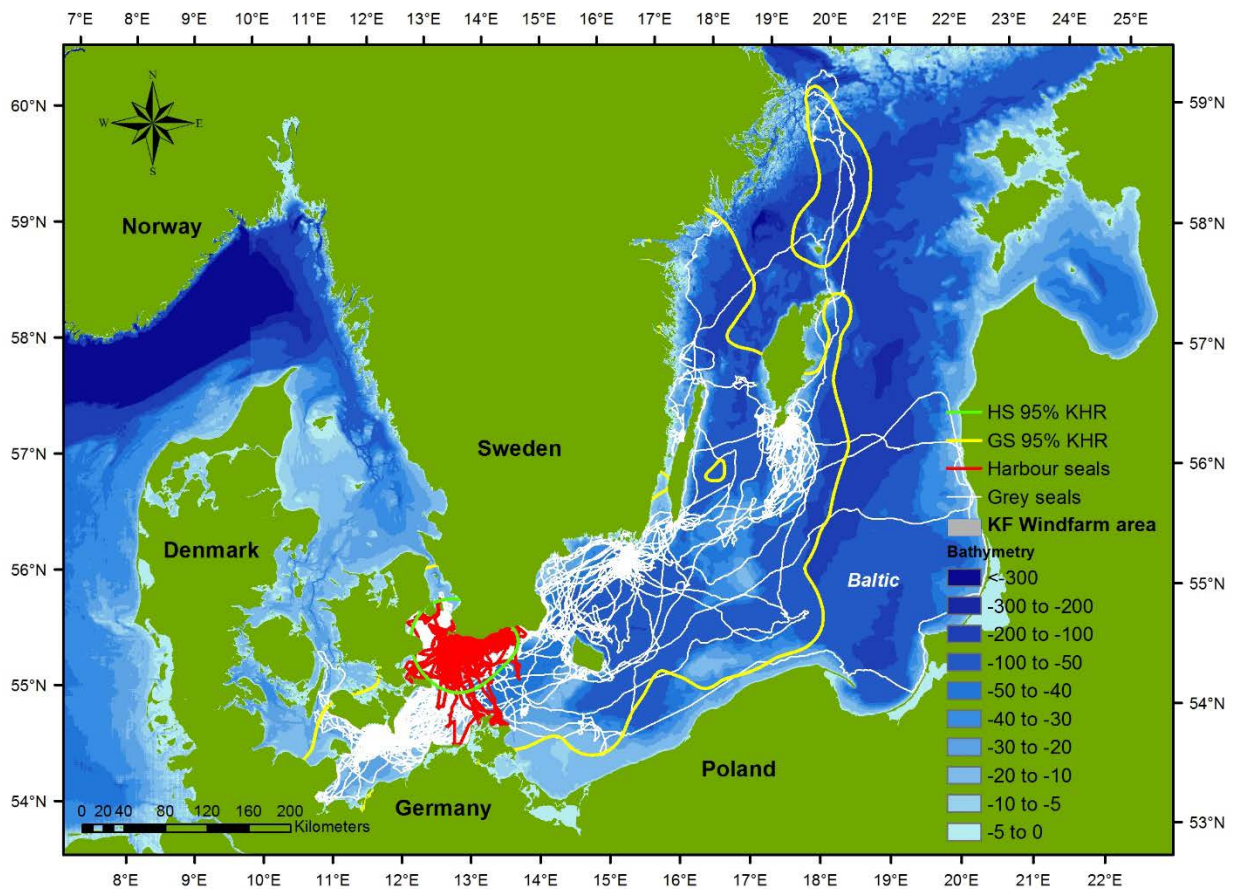 7°E 8°E 9°E 10°E 11°E 12°E 13°E 14°E 15°E 16°E 17°E 18°E 19°E 20°E 21°E 22°E 23°E 24°E 25°E
N
W E
S
60°N
59°N
58°N
57°N
56°N
55°N
54°N
59°N
58°N
57°N
56°N
55°N
54°N
53°N
Norway
Sweden
Denmark
Baltic
Poland
Germany
HS 95% KHR
GS 95% KHR
Harbour seals
Grey seals
KF Windfarm area
Bathymetry
<-300
-300 to -200
-200 to -100
-100 to -50
-50 to -40
-40 to -30
-30 to -20
-20 to -10
-10 to -5
-5 to 0
0 20 40 80 120 160 200
Kilometers
8°E 9°E 10°E 11°E 12°E 13°E 14°E 15°E 16°E 17°E 18°E 19°E 20°E 21°E 22°E